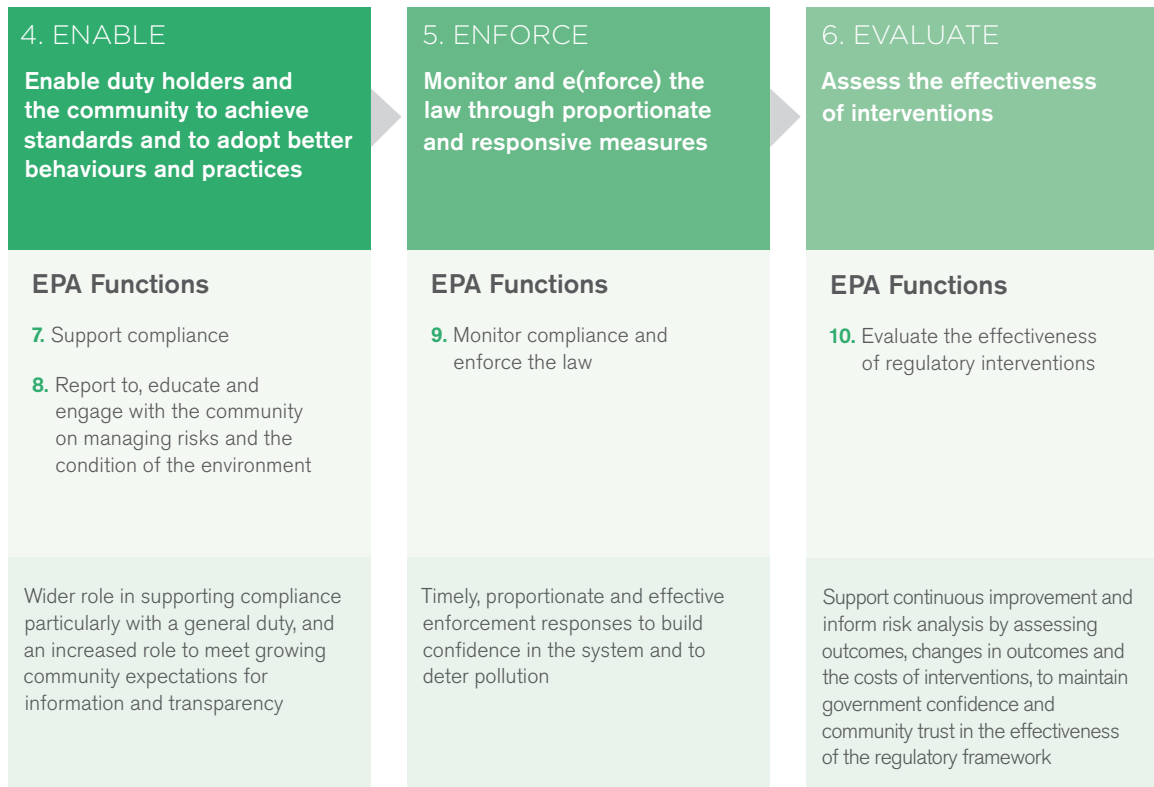 4. ENABLE
Enable duty holders and
the community to achieve
standards and to adopt better
behaviours and practices
EPA Functions
7. Support compliance
8. Report to, educate and
engage with the community
on managing risks and the
condition of the environment
Wider role in supporting compliance
particularly with a general duty, and
an increased role to meet growing
community expectations for
information and transparency
5. ENFORCE
Monitor and e(nforce) the
law through proportionate
and responsive measures
EPA Functions
9. Monitor compliance and
enforce the law
Timely, proportionate and effective
enforcement responses to build
confidence in the system and to
deter pollution
6. EVALUATE
Assess the effectiveness
of interventions
EPA Functions
10. Evaluate the effectiveness
of regulatory interventions
Support continuous improvement and
inform risk analysis by assessing
outcomes, changes in outcomes and
the costs of interventions, to maintain
government confidence and
community trust in the effectiveness
of the regulatory framework